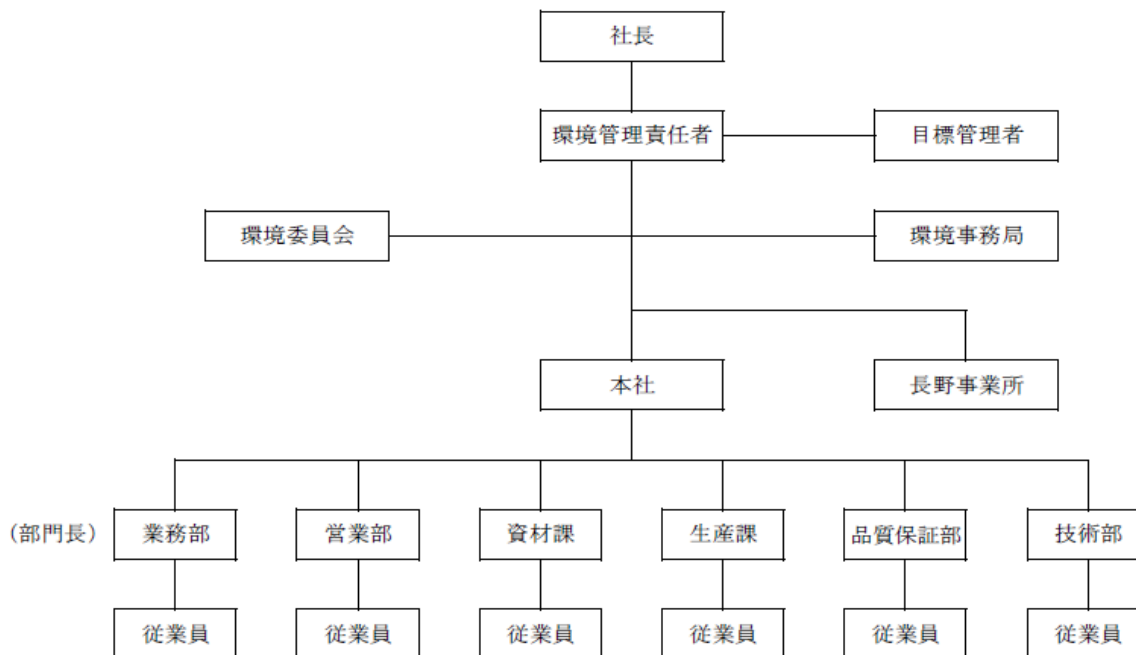 社長
環境管理責任者
目標管理者
環境委員会
環境事務局
本社
長野事業所
(部門長)
業務部
営業部
資材課
生産課
品質保証部
技術部
従業員
従業員
従業員
従業員
従業員
従業員